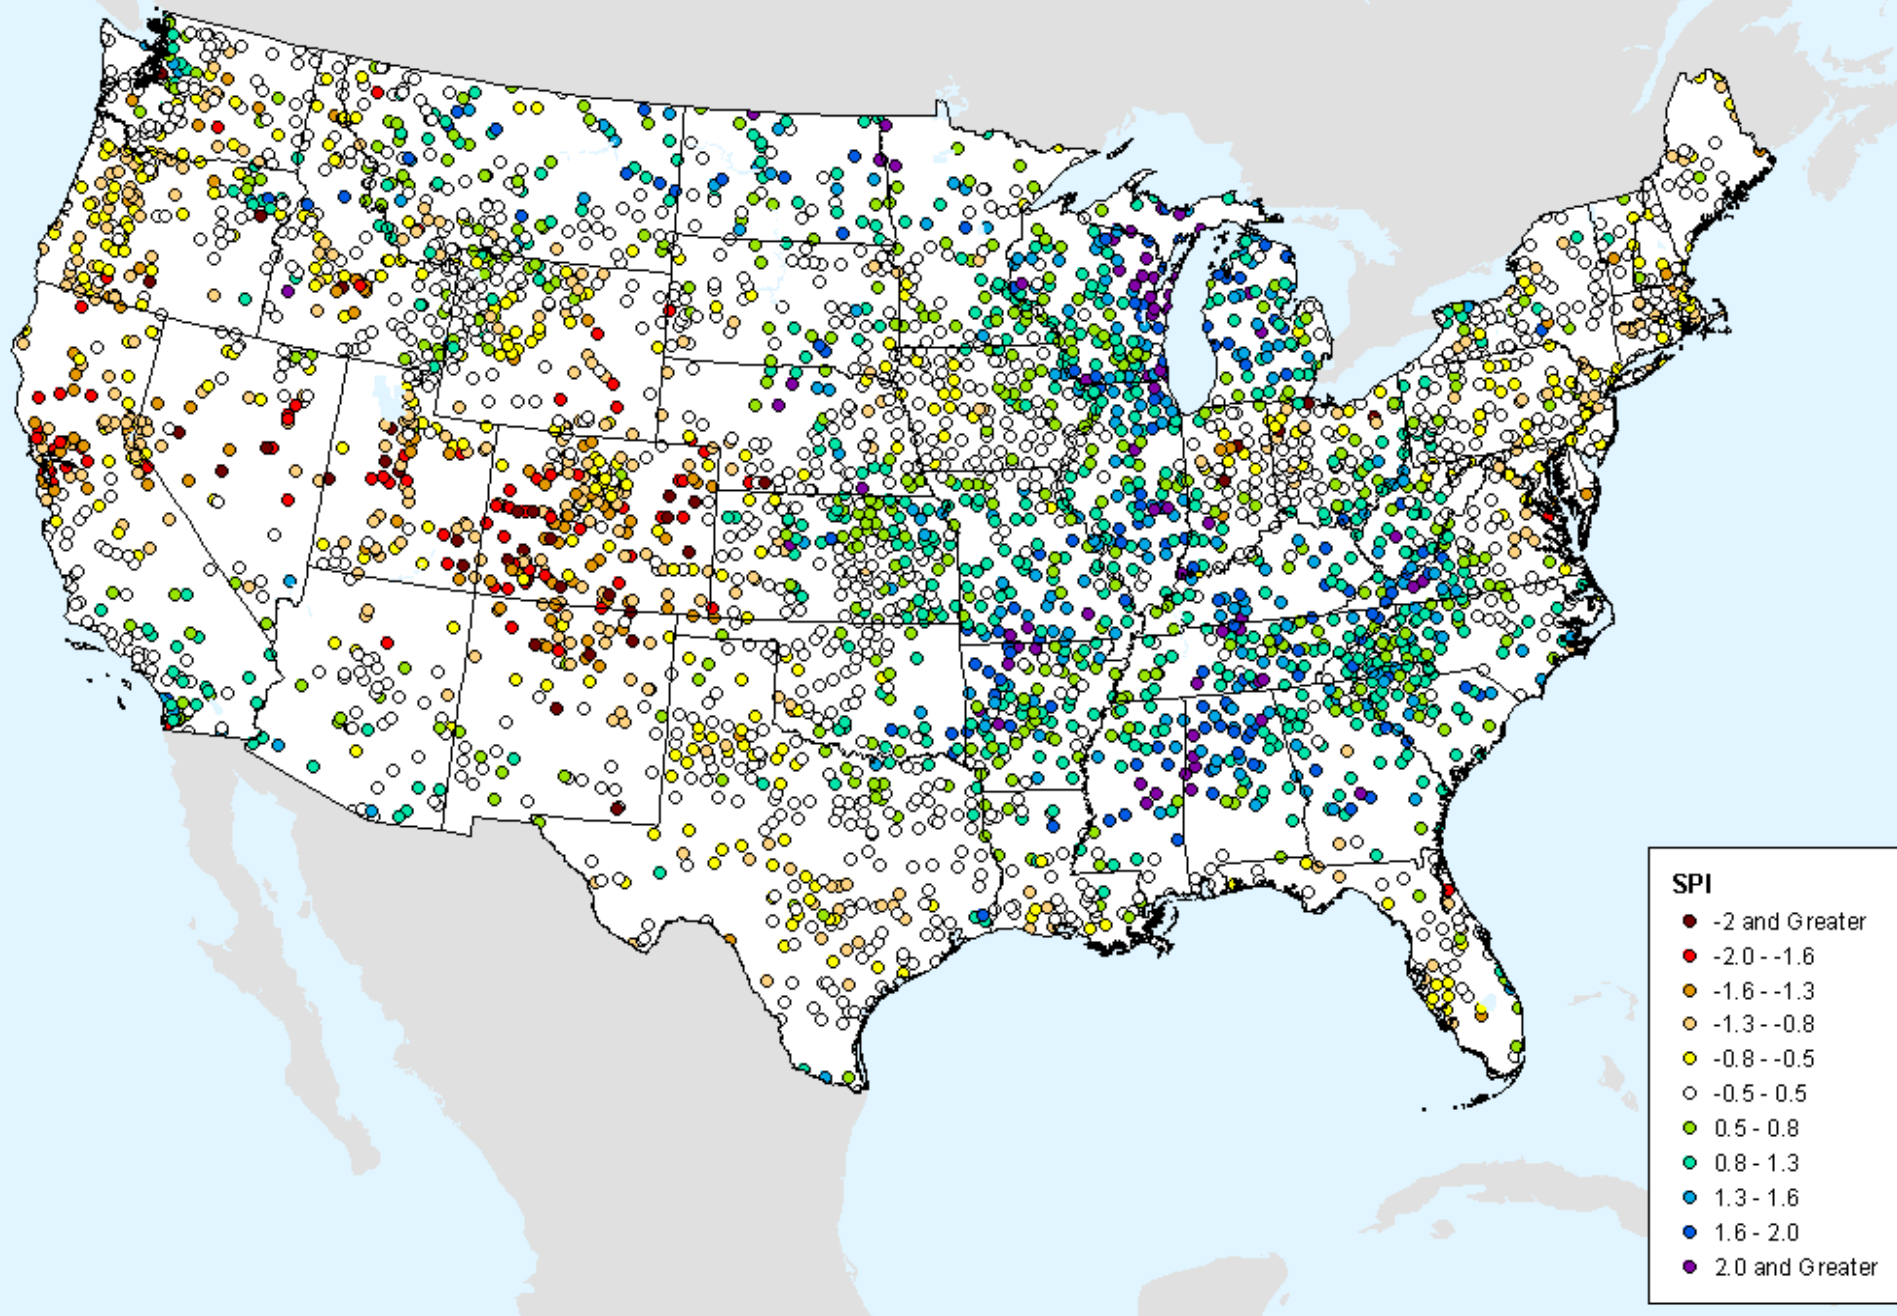 SPI
-2 and Greater
-2.0 - -1.6
-1.6 - -1.3
-1.3 - -0.8
-0.8 - -0.5
-0.5 - 0.5
0.5 - 0.8
0.8 - 1.3
1.3 - 1.6
1.6 - 2.0
2.0 and Greater